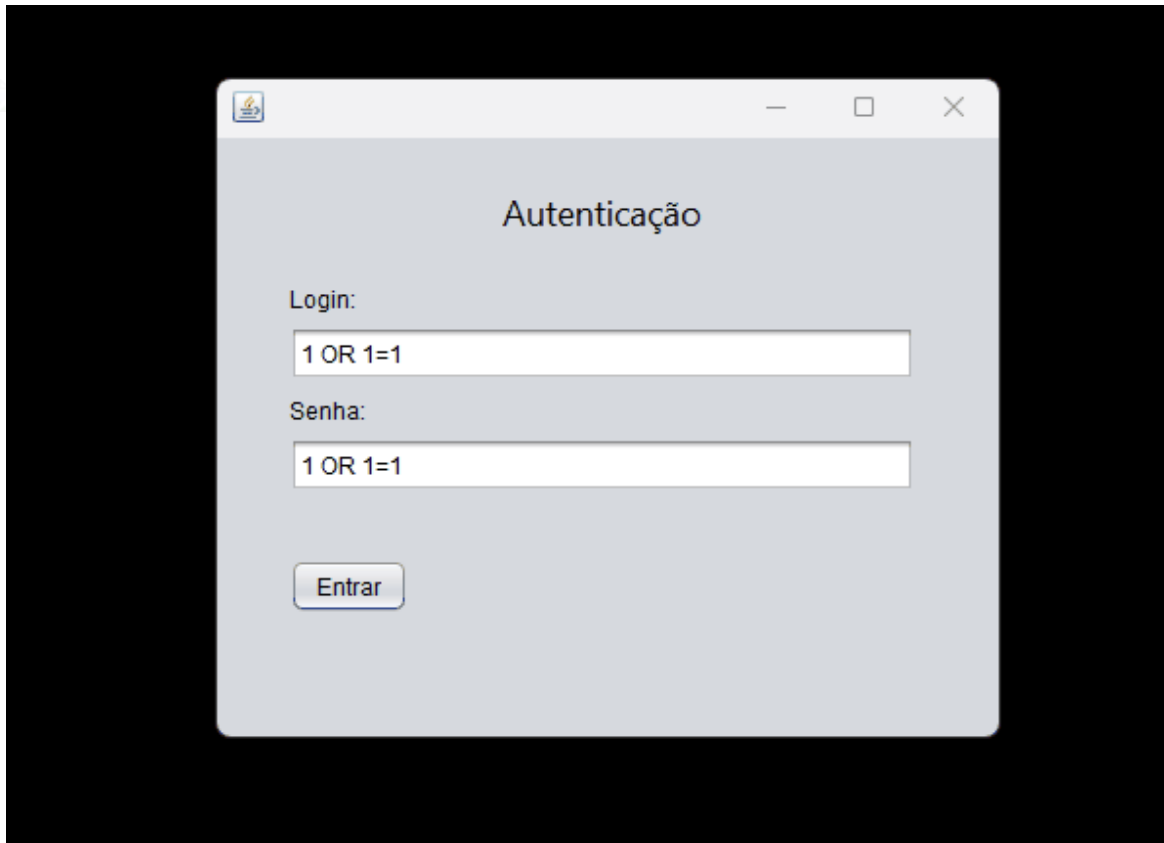 Autenticação
Login:
1 OR 1=1
Senha:
1 OR 1=1
Entrar